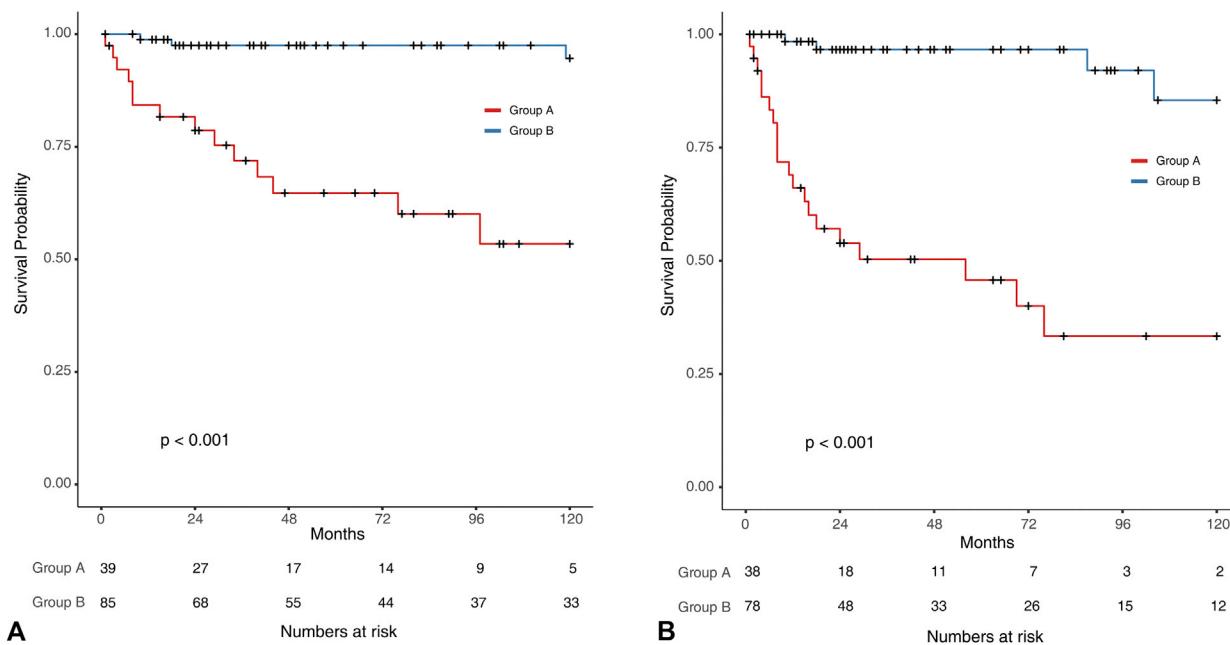 1.00
0.75
0.50
0.25
0.00
Survival Probability
Group A
Group B
p < 0.001
0 24 48 72 96 120
Months
Group A 39 27 17 14 9 5
Group B 85 68 55 44 37 33
Numbers at risk
A
1.00
0.75
0.50
0.25
0.00
Survival Probability
Group A
Group B
p < 0.001
0 24 48 72 96 120
Months
Group A 38 18 11 7 3 2
Group B 78 48 33 26 15 12
Numbers at risk
B